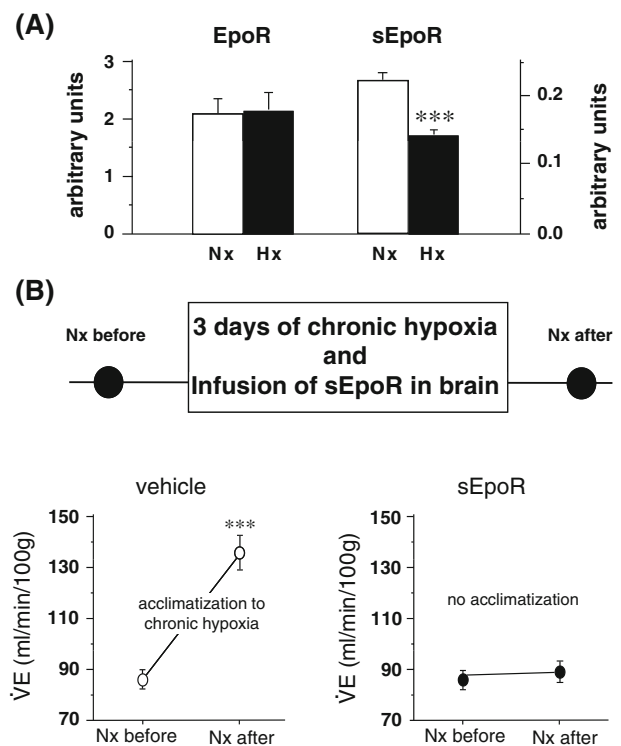 (A)
EpoR
sEpoR
3
2
1
0
arbitrary units
***
0.2
0.1
0.0
arbitrary units
Nx
Hx
Nx
Hx
(B)
Nx before
3 days of chronic hypoxia
and
Infusion of sEpoR in brain
Nx after
vehicle
150
130
110
90
70
V̇E (ml/min/100g)
***
acclimatization to
chronic hypoxia
Nx before
Nx after
sEpoR
150
130
110
90
70
V̇E (ml/min/100g)
no acclimatization
Nx before
Nx after